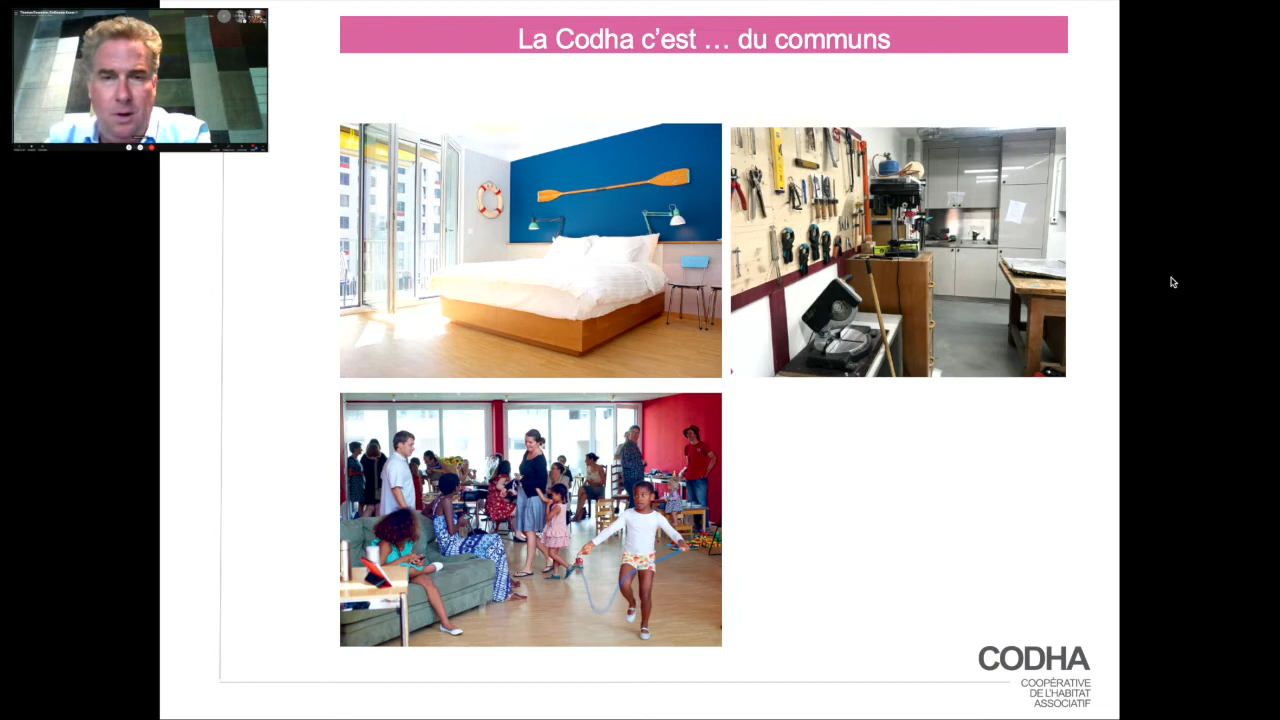 La Codha c'est … du communs
CODHA
COOPÉRATIVE
DE L'HABITAT
ASSOCIATIF